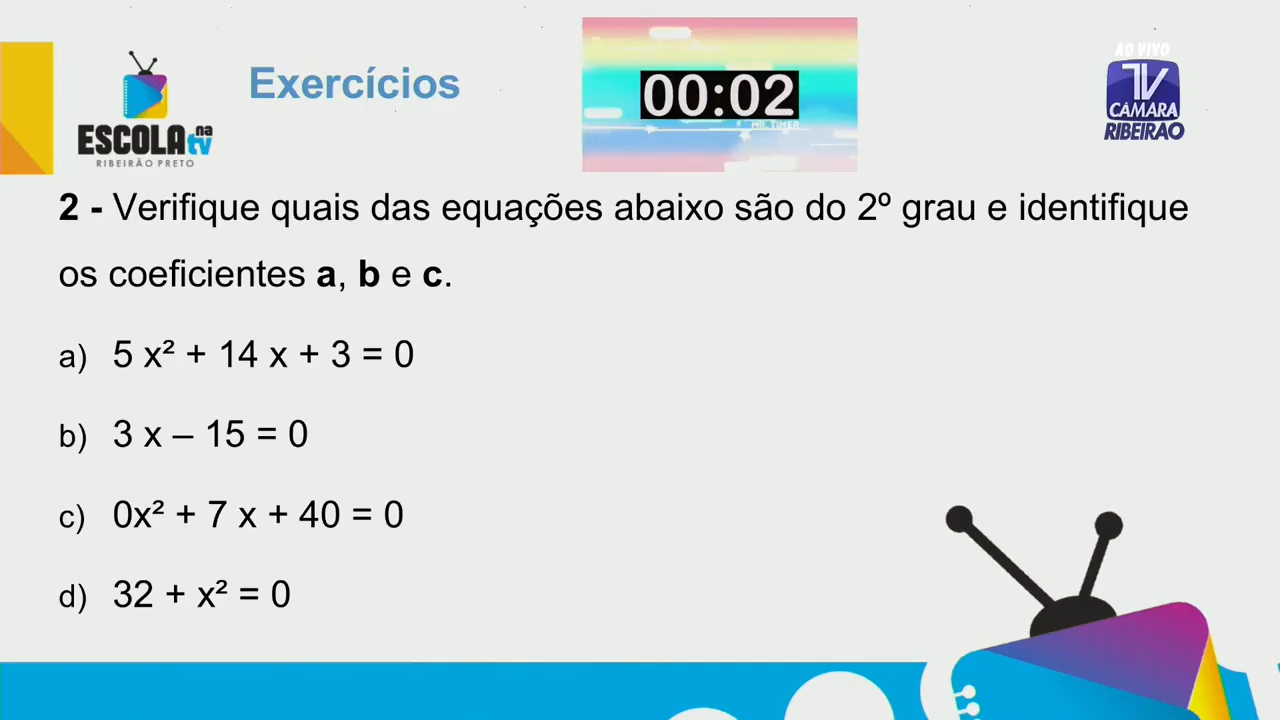 Exercícios
00:02
MR.TIMER
AO VIVO
TV
CÂMARA
RIBEIRÃO
ESCOLA na tv
RIBEIRÃO PRETO
2 - Verifique quais das equações abaixo são do 2º grau e identifique
os coeficientes a, b e c.
a) 5 x² + 14 x + 3 = 0
b) 3 x – 15 = 0
c) 0x² + 7 x + 40 = 0
d) 32 + x² = 0